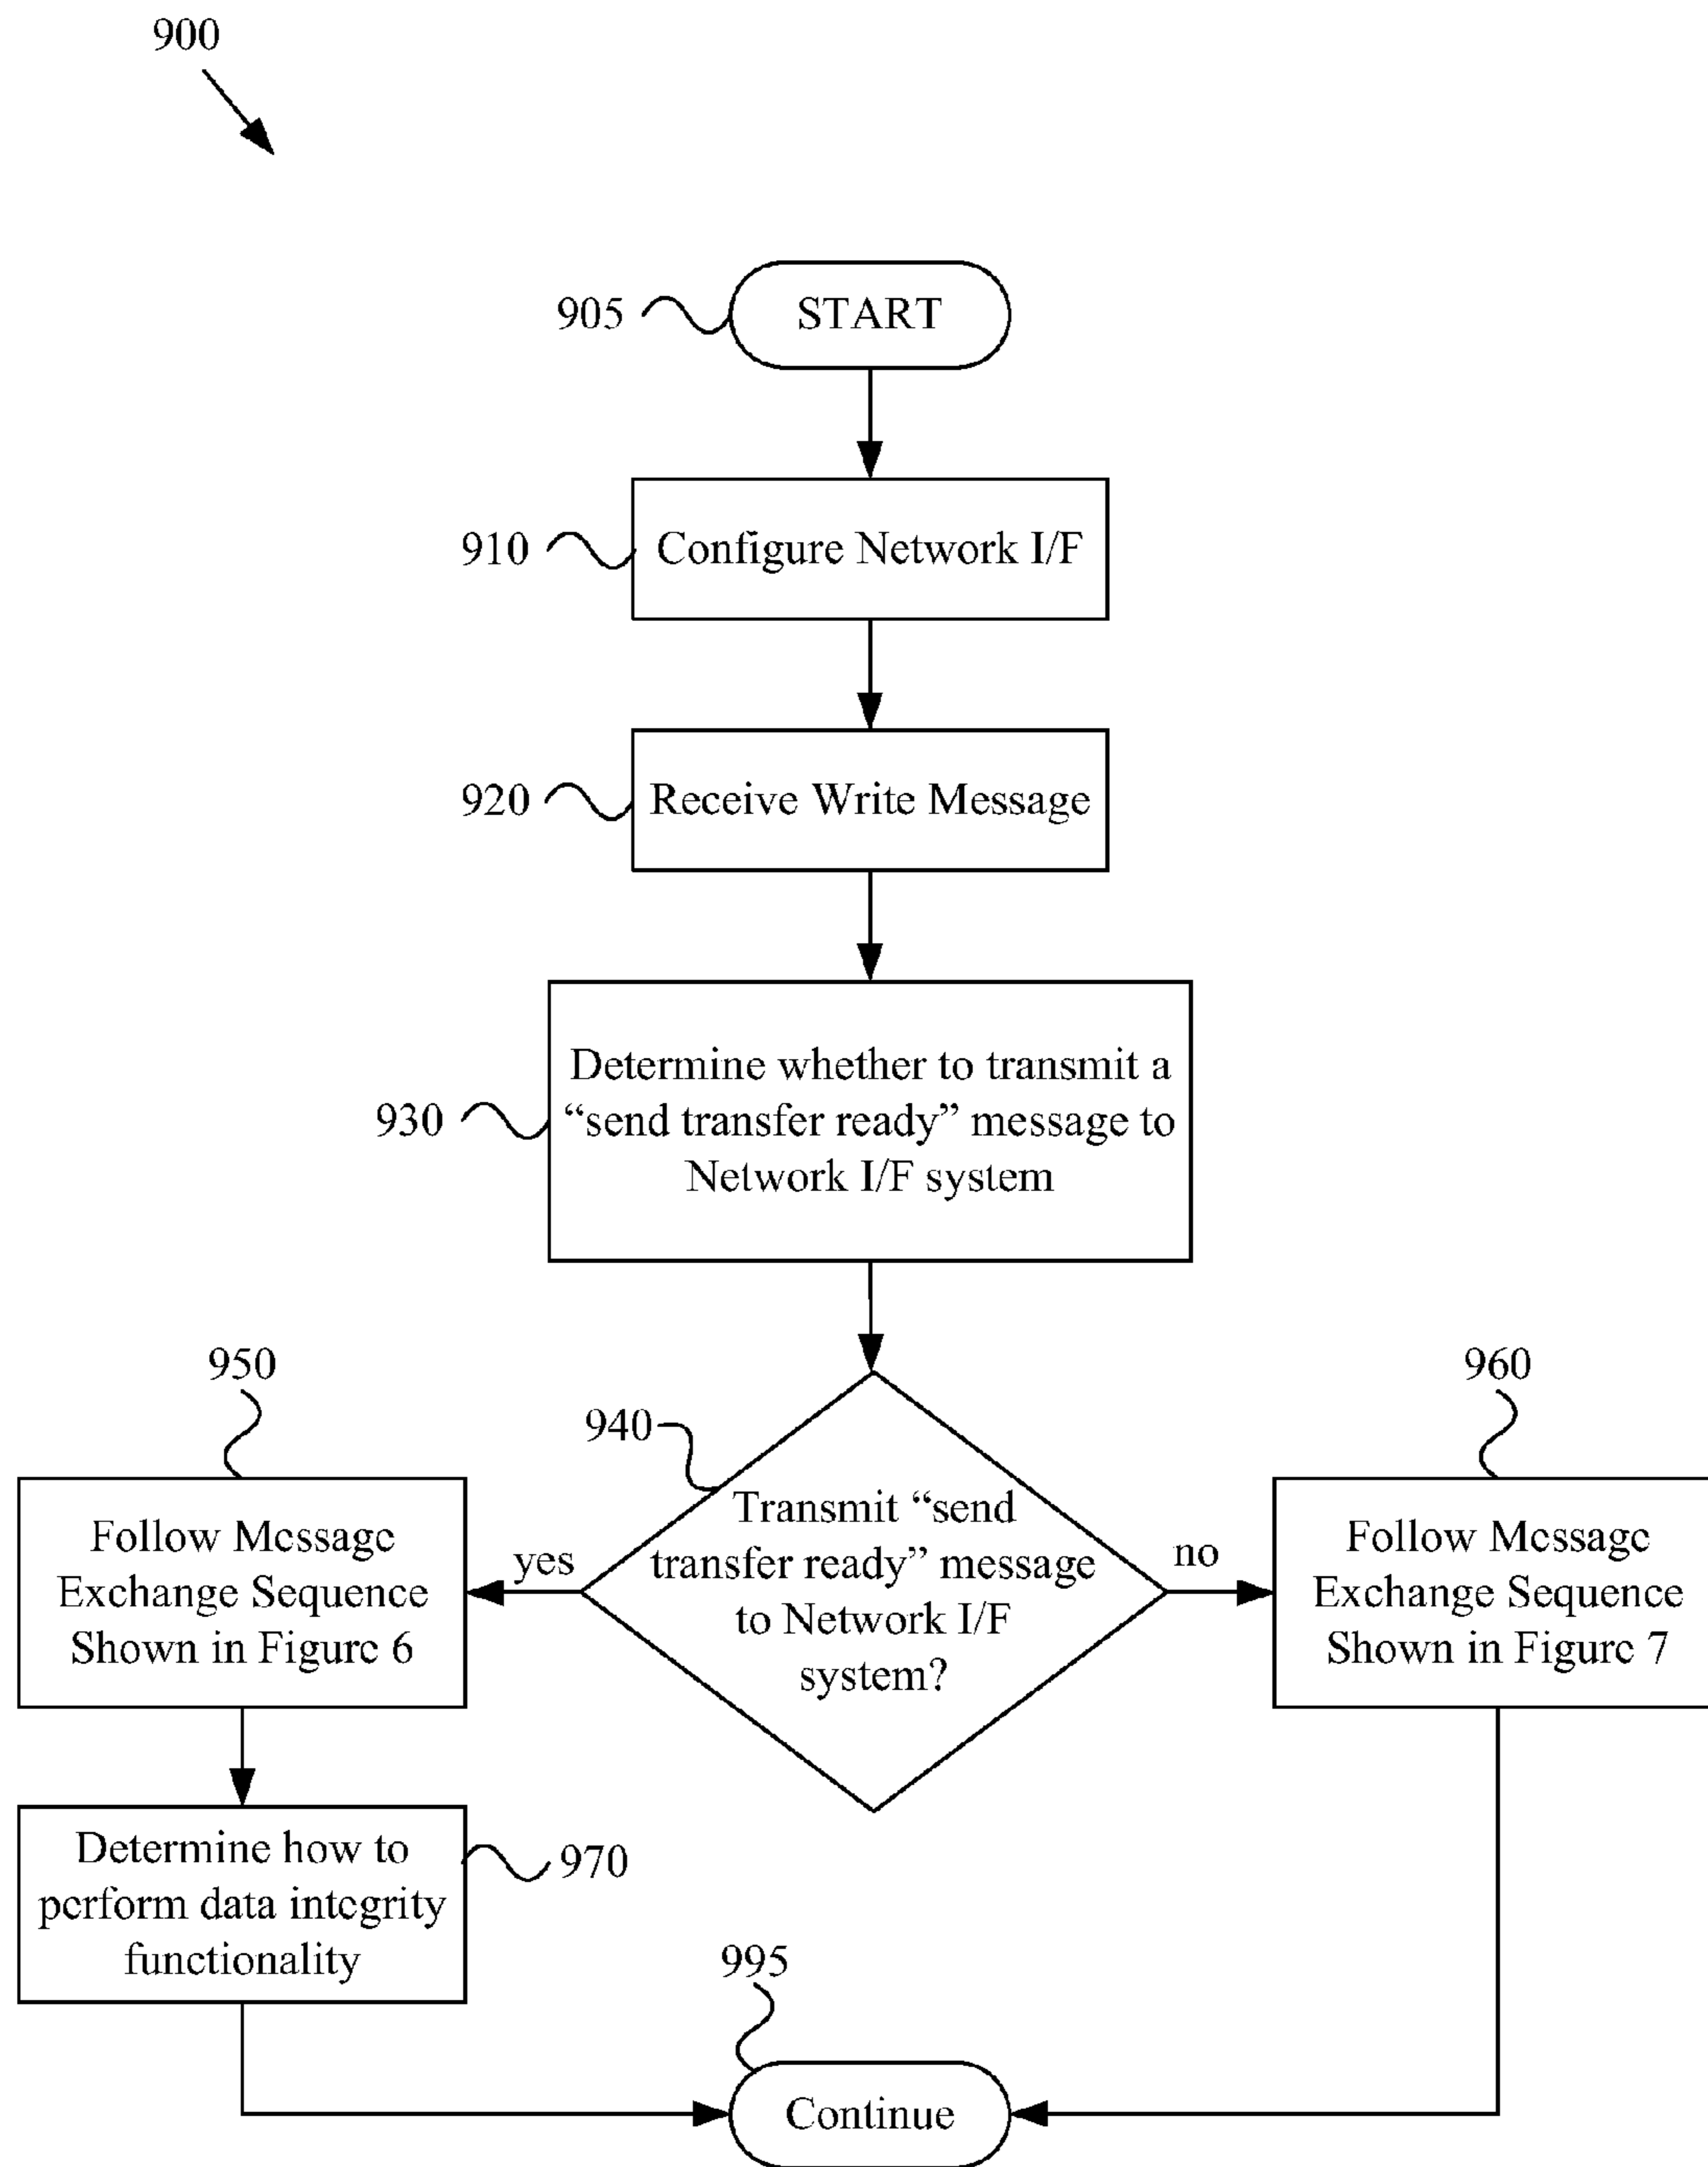 900
905
START
910
Configure Network I/F
920
Receive Write Message
930
Determine whether to transmit a
“send transfer ready” message to
Network I/F system
950
960
940
Transmit “send
transfer ready” message
to Network I/F
system?
yes
no
Follow Message
Exchange Sequence
Shown in Figure 6
Follow Message
Exchange Sequence
Shown in Figure 7
Determine how to
perform data integrity
functionality
970
995
Continue